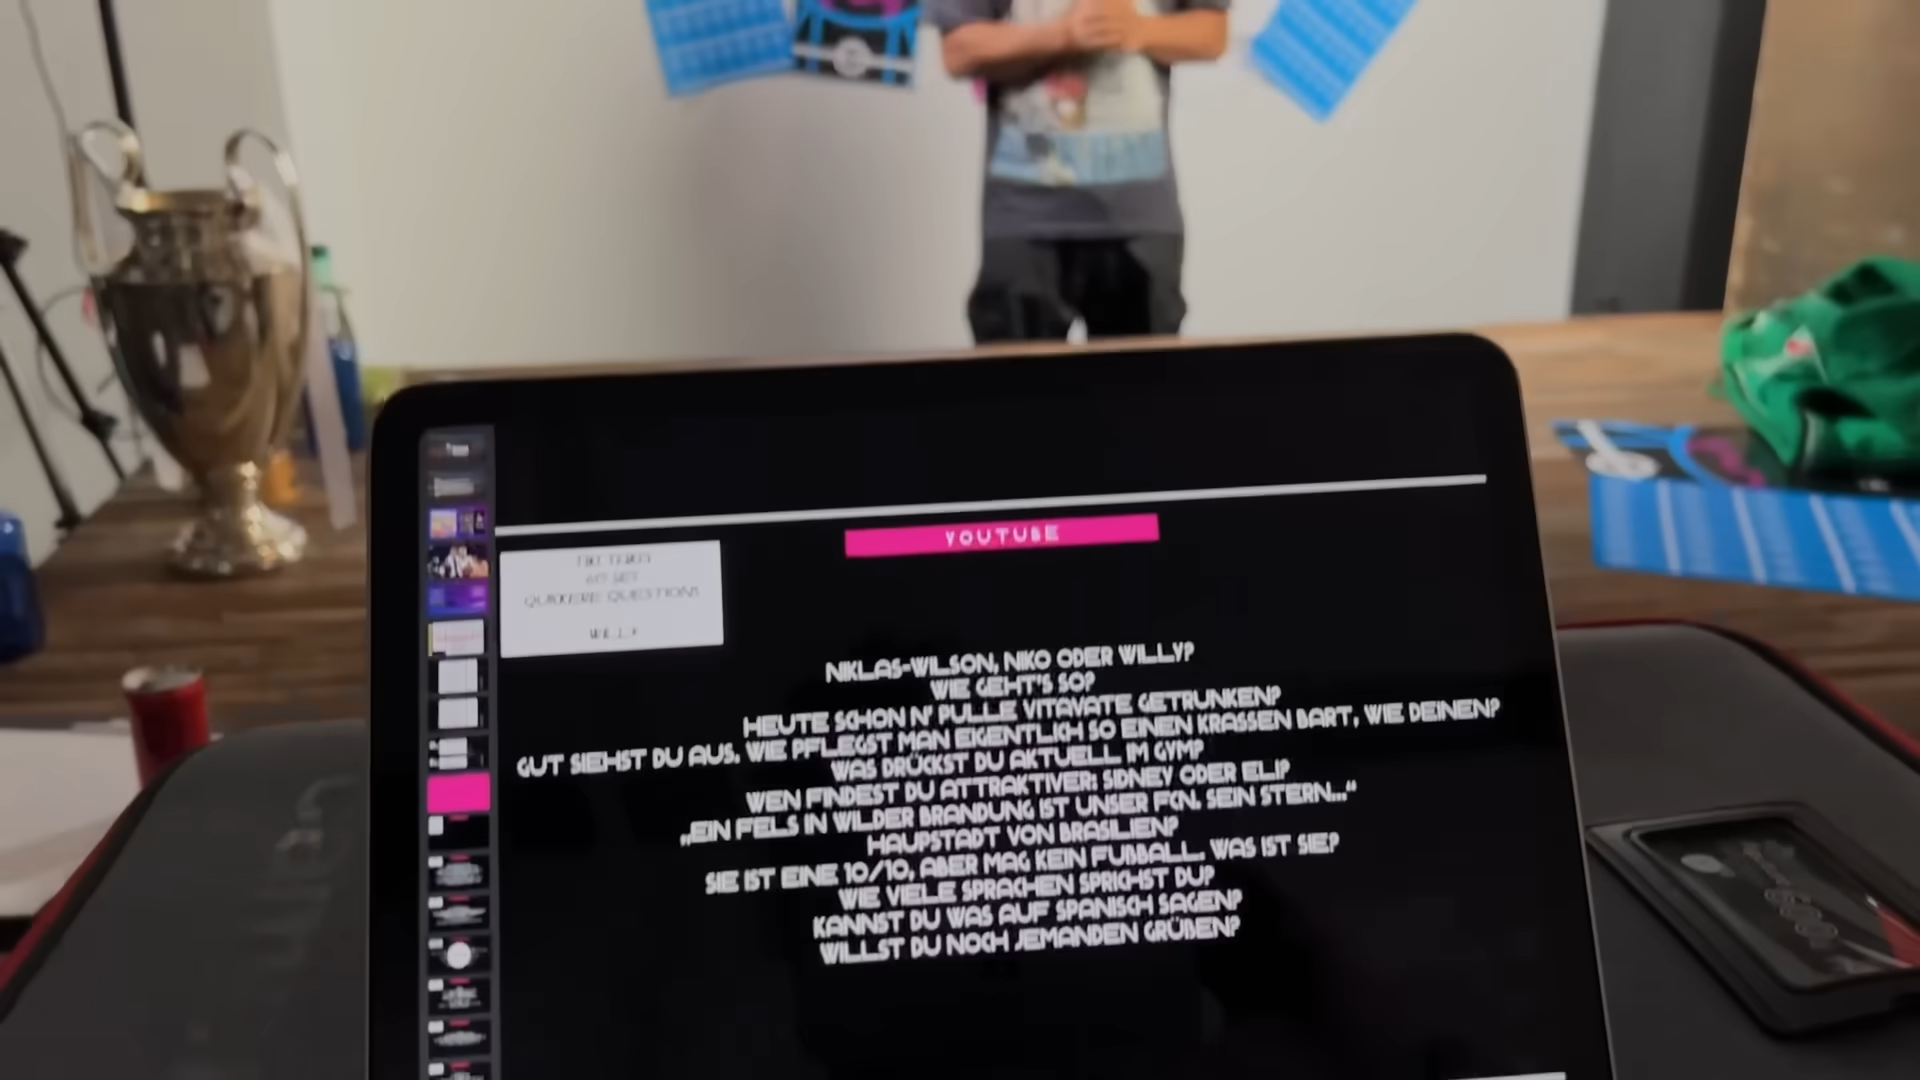 YOUTUBE
QUESTIONS
WILLY
NIKLAS-WILSON, NIKO ODER WILLY?
WIE GEHT'S SO?
HEUTE SCHON N' PULLE VITAVATE GETRUNKEN?
GUT SIEHST DU AUS, WIE PFLEGST MAN EIGENTLICH SO EINEN KRASSEN BART, WIE DEINEN?
WAS DRÜCKST DU AKTUELL IM GYM?
WEN FINDEST DU ATTRAKTIVER: SIDNEY ODER ELI?
„EIN FELS IN WILDER BRANDUNG IST UNSER FCN. SEIN STERN..."
HAUPSTADT VON BRASILIEN?
SIE IST EINE 10/10, ABER MAG KEIN FUẞBALL. WAS IST SIE?
WIE VIELE SPRACHEN SPRICHST DU?
KANNST DU WAS AUF SPANISCH SAGEN?
WILLST DU NOCH JEMANDEN GRÜẞEN?